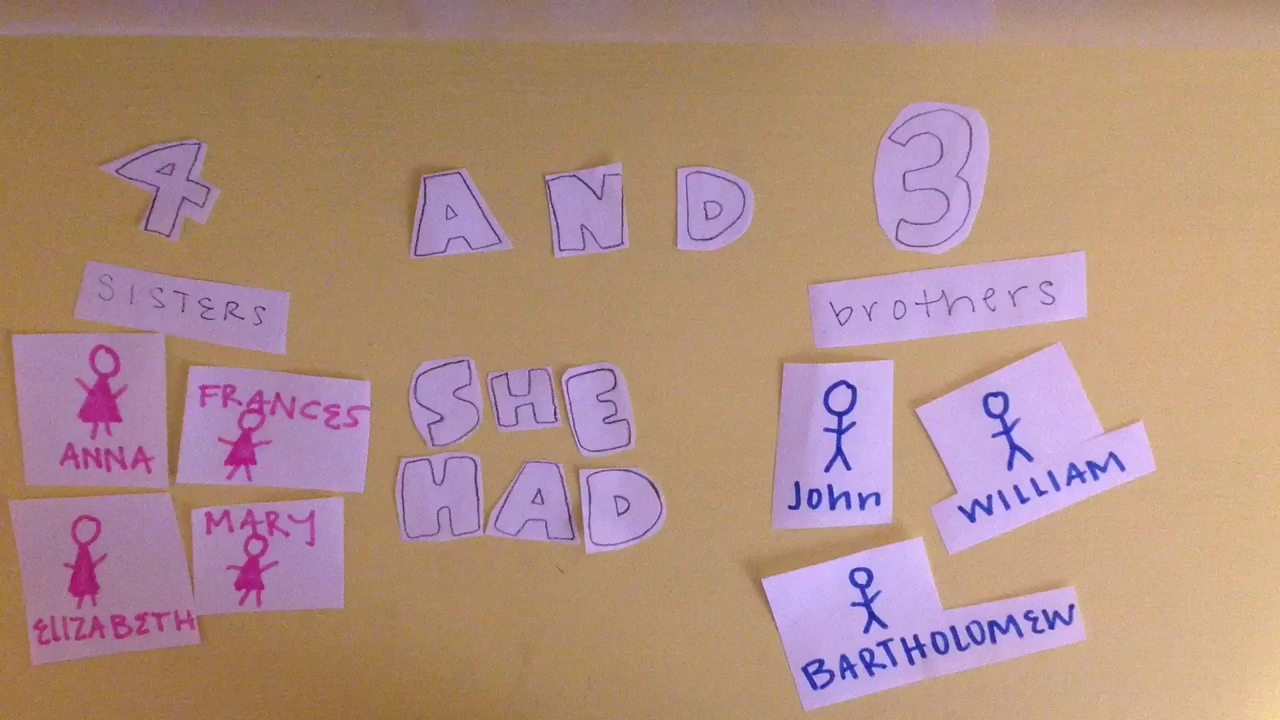 4 AND 3
SISTERS
brothers
ANNA
FRANCES
ELIZABETH
MARY
SHE
HAD
John
WILLIAM
BARTHOLOMEW